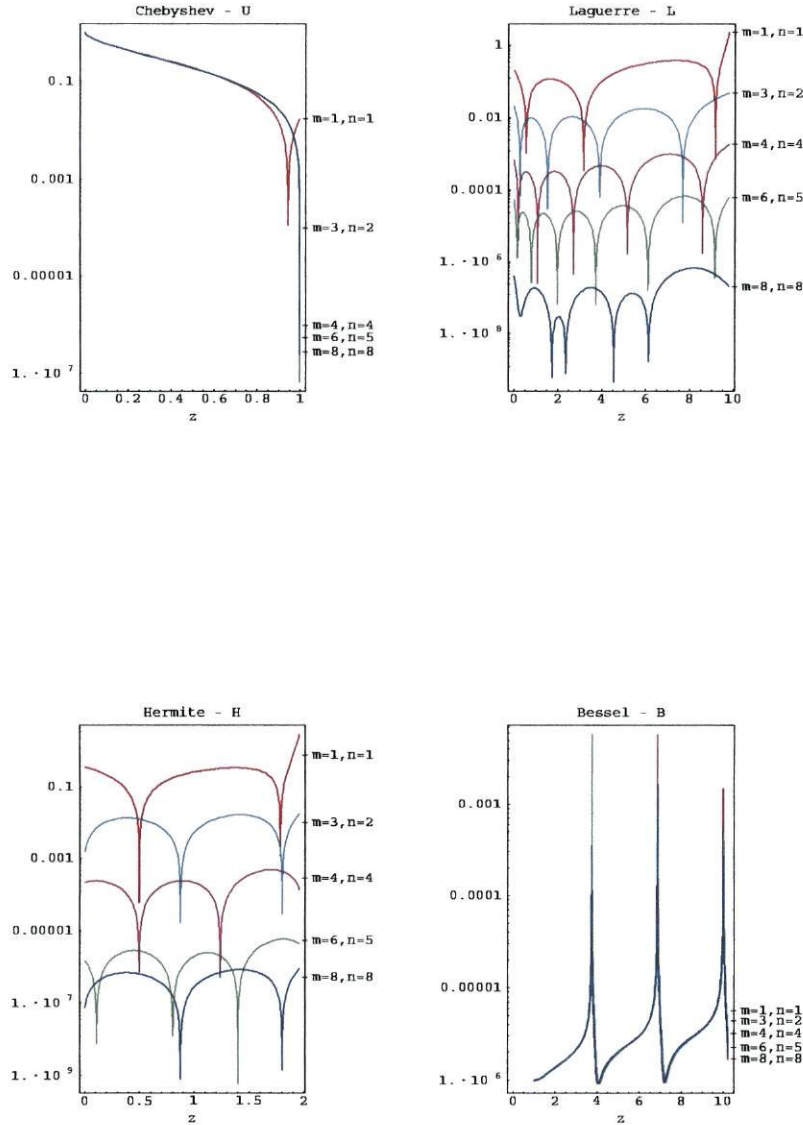 Chebyshev - U
0.1
0.001
0.00001
1. · 10^-7
m=1,n=1
m=3,n=2
m=4,n=4
m=6,n=5
m=8,n=8
0 0.2 0.4 0.6 0.8 1
z
Laguerre - L
1
0.01
0.0001
1. · 10^-6
1. · 10^-8
m=1,n=1
m=3,n=2
m=4,n=4
m=6,n=5
m=8,n=8
0 2 4 6 8 10
z
Hermite - H
0.1
0.001
0.00001
1. · 10^-7
1. · 10^-9
m=1,n=1
m=3,n=2
m=4,n=4
m=6,n=5
m=8,n=8
0 0.5 1 1.5 2
z
Bessel - B
0.001
0.0001
0.00001
1. · 10^-6
m=1,n=1
m=3,n=2
m=4,n=4
m=6,n=5
m=8,n=8
0 2 4 6 8 10
z